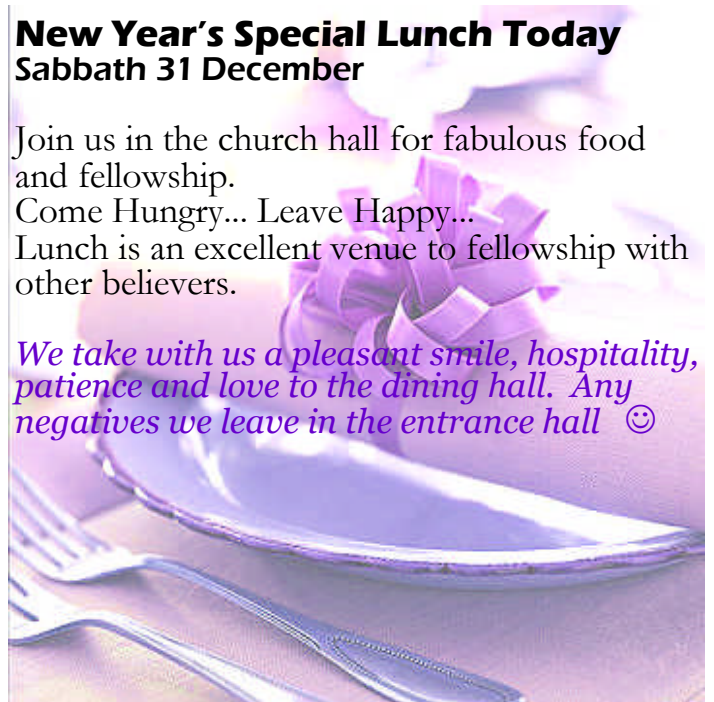 New Year’s Special Lunch Today
Sabbath 31 December
Join us in the church hall for fabulous food
and fellowship.
Come Hungry... Leave Happy...
Lunch is an excellent venue to fellowship with
other believers.
We take with us a pleasant smile, hospitality,
patience and love to the dining hall.  Any
negatives we leave in the entrance hall ☺